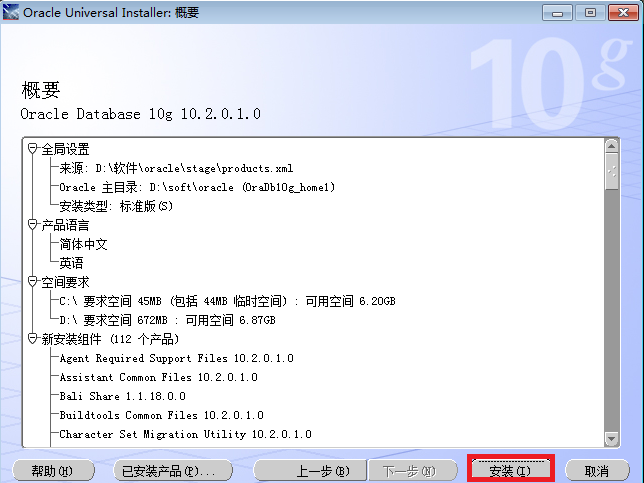 Oracle Universal Installer: 概要
10g
概要
Oracle Database 10g 10.2.0.1.0
全局设置
来源: D:\软件\oracle\stage\products.xml
Oracle 主目录: D:\soft\oracle (OraDb10g_home1)
安装类型: 标准版(S)
产品语言
简体中文
英语
空间要求
C:\ 要求空间 45MB (包括 44MB 临时空间) : 可用空间 6.20GB
D:\ 要求空间 672MB : 可用空间 6.87GB
新安装组件 (112 个产品)
Agent Required Support Files 10.2.0.1.0
Assistant Common Files 10.2.0.1.0
Bali Share 1.1.18.0.0
Buildtools Common Files 10.2.0.1.0
Character Set Migration Utility 10.2.0.1.0
帮助(H) 已安装产品(P)... 上一步(B) 下一步(N) 安装(I) 取消